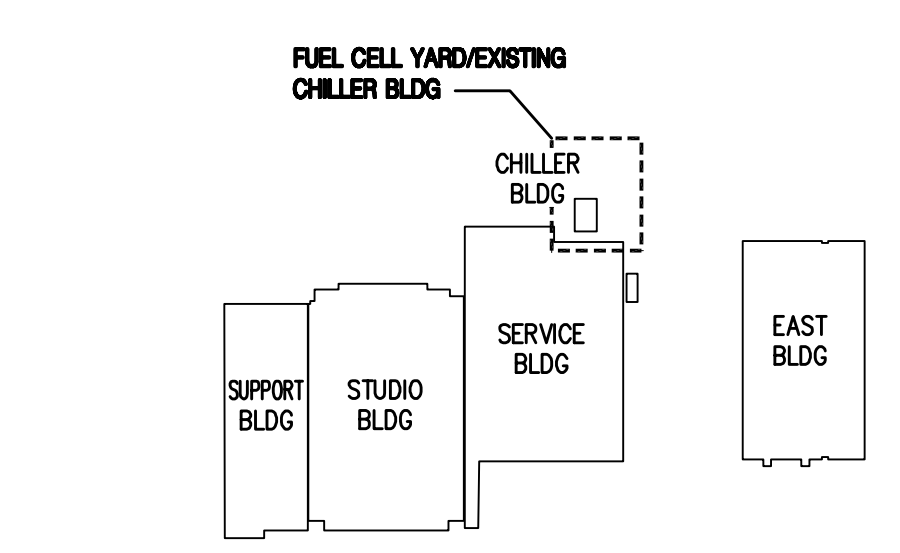 FUEL CELL YARD/EXISTING
CHILLER BLDG
CHILLER
BLDG
SERVICE
BLDG
EAST
BLDG
SUPPORT
BLDG
STUDIO
BLDG